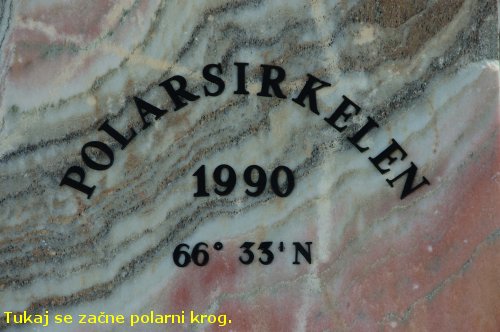 POLARSIRKELEN
1990
66° 33' N
Tukaj se začne polarni krog.